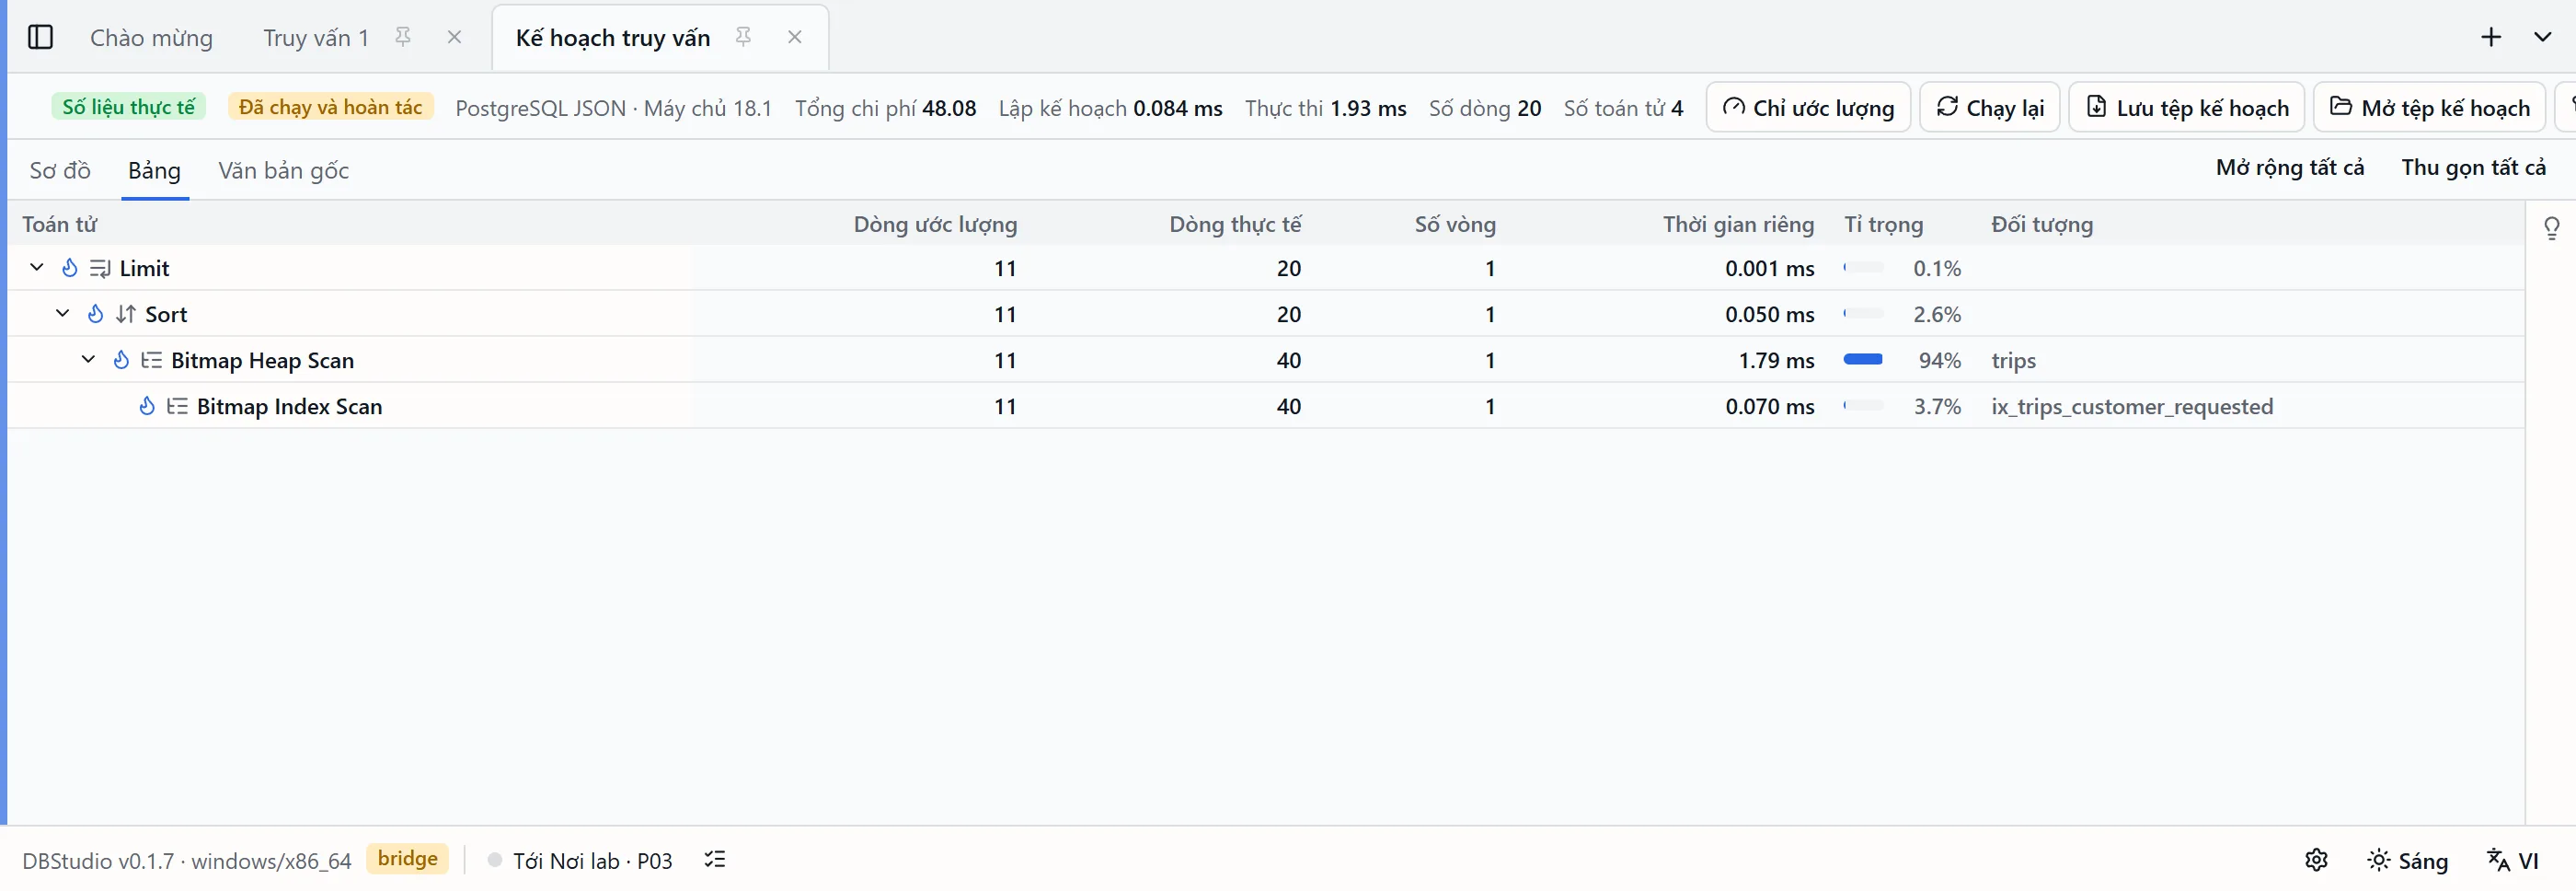 Chào mừng Truy vấn 1 Kế hoạch truy vấn
Số liệu thực tế Đã chạy và hoàn tác PostgreSQL JSON · Máy chủ 18.1 Tổng chi phí 48.08 Lập kế hoạch 0.084 ms Thực thi 1.93 ms Số dòng 20 Số toán tử 4 Chỉ ước lượng Chạy lại Lưu tệp kế hoạch Mở tệp kế hoạch
Sơ đồ Bảng Văn bản gốc Mở rộng tất cả Thu gọn tất cả
Toán tử Dòng ước lượng Dòng thực tế Số vòng Thời gian riêng Tỉ trọng Đối tượng
Limit 11 20 1 0.001 ms 0.1%
Sort 11 20 1 0.050 ms 2.6%
Bitmap Heap Scan 11 40 1 1.79 ms 94% trips
Bitmap Index Scan 11 40 1 0.070 ms 3.7% ix_trips_customer_requested
DBStudio v0.1.7 · windows/x86_64 bridge Tới Nơi lab · P03 Sáng VI